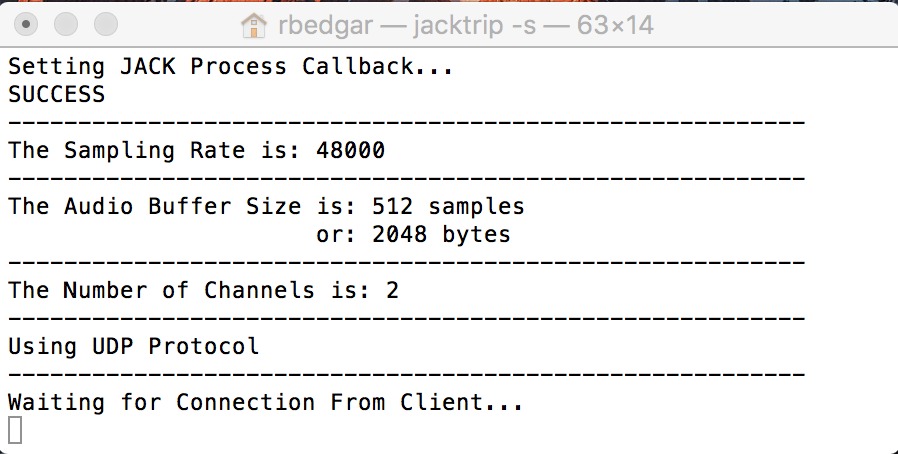 rbedgar — jacktrip -s — 63×14
Setting JACK Process Callback...
SUCCESS
---------------------------------------------------------
The Sampling Rate is: 48000
---------------------------------------------------------
The Audio Buffer Size is: 512 samples
                      or: 2048 bytes
---------------------------------------------------------
The Number of Channels is: 2
---------------------------------------------------------
Using UDP Protocol
---------------------------------------------------------
Waiting for Connection From Client...